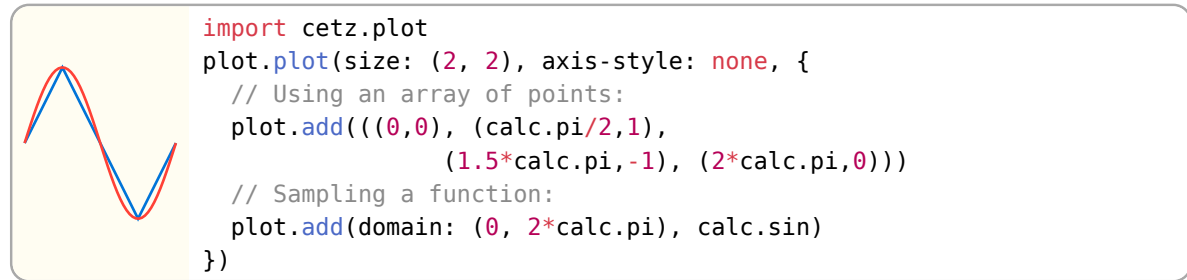 import cetz.plot
plot.plot(size: (2, 2), axis-style: none, {
  // Using an array of points:
  plot.add(((0,0), (calc.pi/2,1),
                 (1.5*calc.pi,-1), (2*calc.pi,0)))
  // Sampling a function:
  plot.add(domain: (0, 2*calc.pi), calc.sin)
})